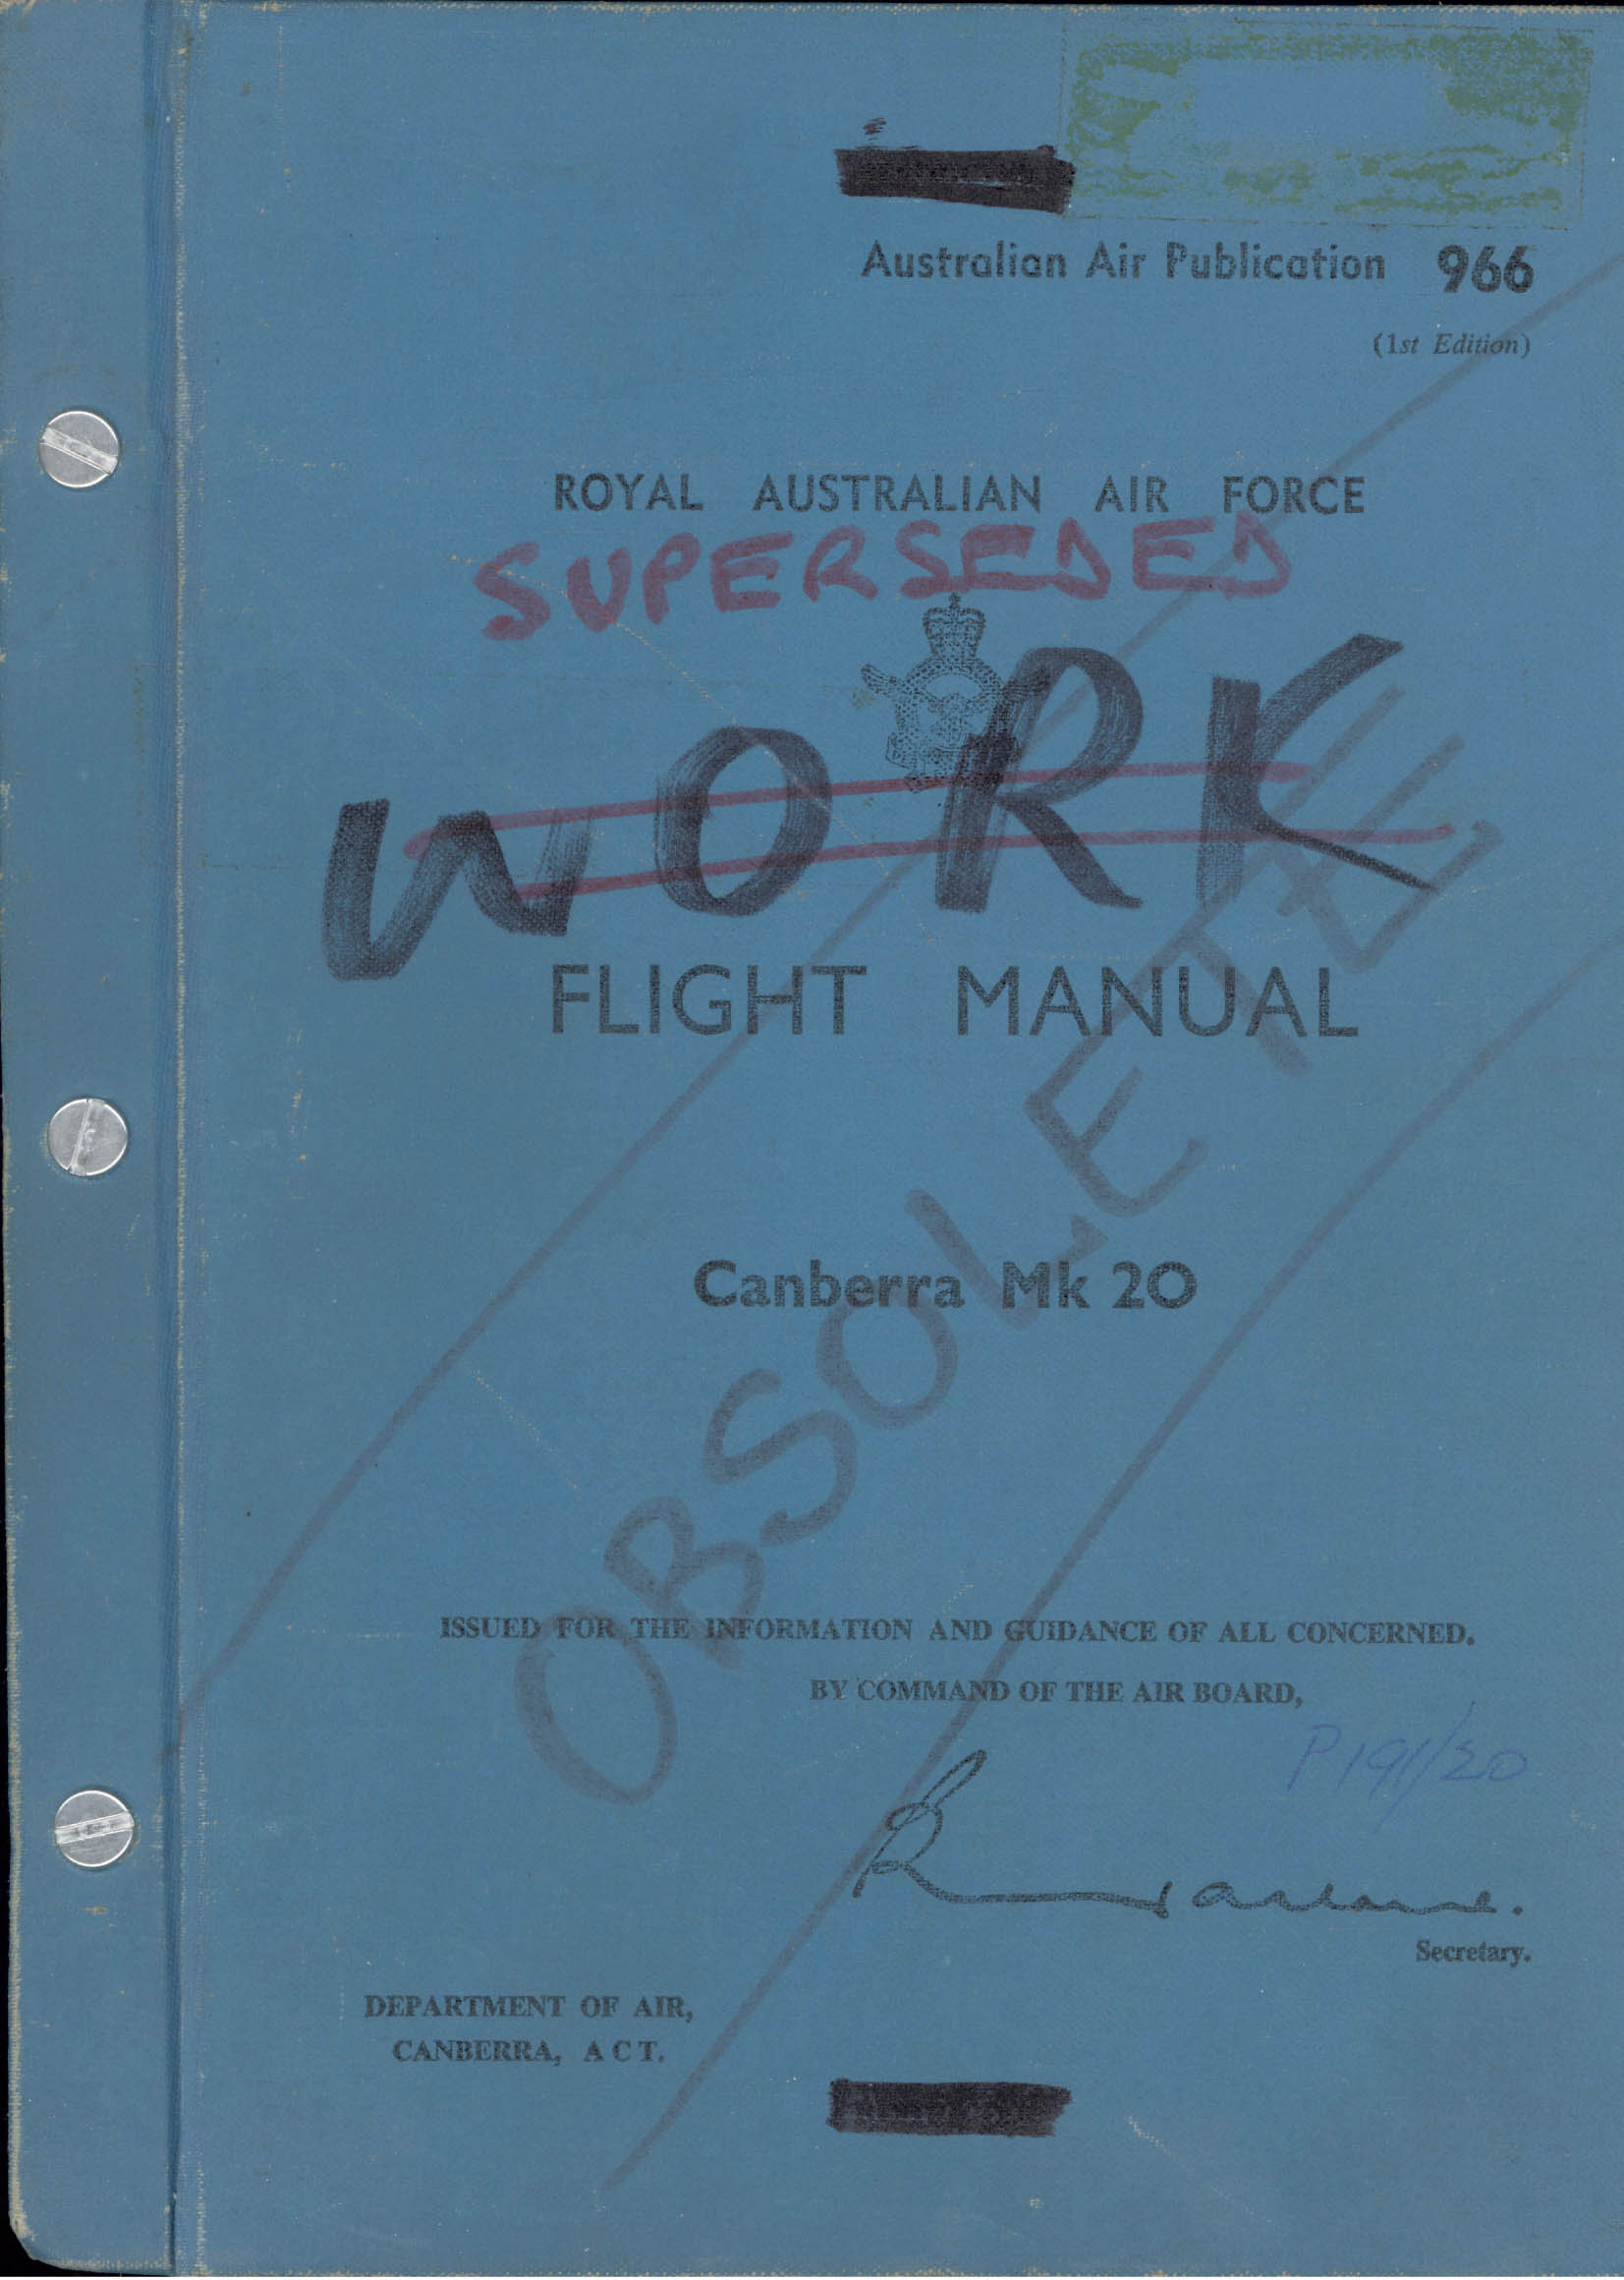 Australian Air Publication 966
(1st Edition)
ROYAL AUSTRALIAN AIR FORCE
SUPERSEDED
WORK
FLIGHT MANUAL
Canberra Mk 20
OBSOLETE
ISSUED FOR THE INFORMATION AND GUIDANCE OF ALL CONCERNED.
BY COMMAND OF THE AIR BOARD,
P191/20
Secretary.
DEPARTMENT OF AIR,
CANBERRA, A C T.